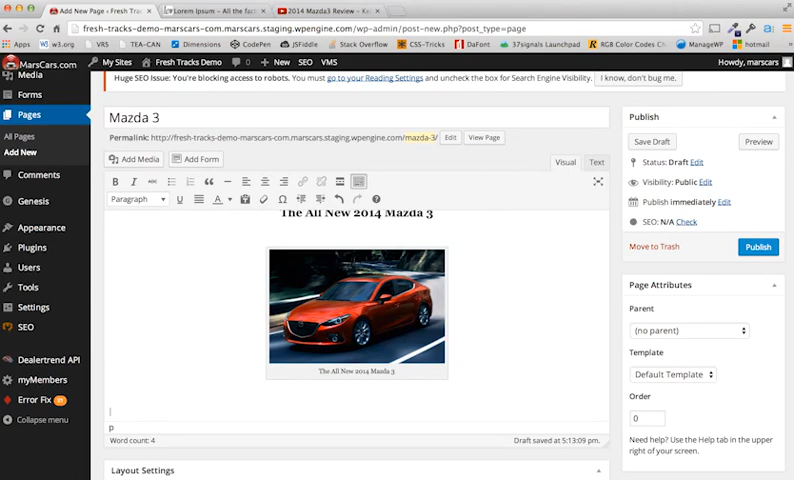 Add New Page ‹ Fresh Trac
Lorem Ipsum – All the fac
2014 Mazda3 Review – Kel
fresh-tracks-demo-marscars-com.marscars.staging.wpengine.com/wp-admin/post-new.php?post_type=page
Apps W w3.org VRS TEA-CAN Dimensions CodePen JSFiddle Stack Overflow CSS-Tricks DaFont 37signals Launchpad RGB Color Codes ManageWP hotmail
MarsCars.com My Sites Fresh Tracks Demo 0 New SEO VMS Howdy, marscars
Media
Forms
Pages
All Pages
Add New
Comments
Genesis
Appearance
Plugins
Users
Tools
Settings
SEO
Dealertrend API
myMembers
Error Fix
Collapse menu
Huge SEO Issue: You're blocking access to robots. You must go to your Reading Settings and uncheck the box for Search Engine Visibility. I know, don't bug me.
Mazda 3
Permalink: http://fresh-tracks-demo-marscars-com.marscars.staging.wpengine.com/mazda-3/ Edit View Page
Add Media Add Form Visual Text
B I ABC
Paragraph U A Ω
The All New 2014 Mazda 3
The All New 2014 Mazda 3
p
Word count: 4 Draft saved at 5:13:09 pm.
Layout Settings
Publish
Save Draft Preview
Status: Draft Edit
Visibility: Public Edit
Publish immediately Edit
SEO: N/A Check
Move to Trash Publish
Page Attributes
Parent
(no parent)
Template
Default Template
Order
0
Need help? Use the Help tab in the upper
right of your screen.